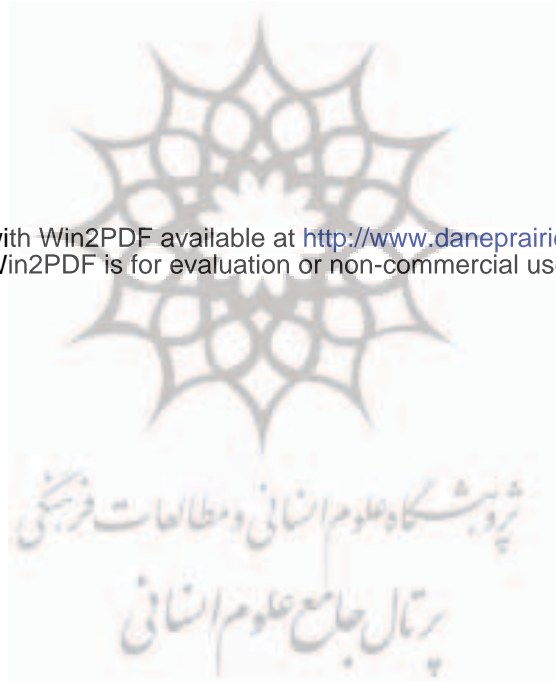 ith Win2PDF available at http://www.daneprairie
Win2PDF is for evaluation or non-commercial use
پژوهشگاه علوم انسانی و مطالعات فرهنگی
پرتال جامع علوم انسانی